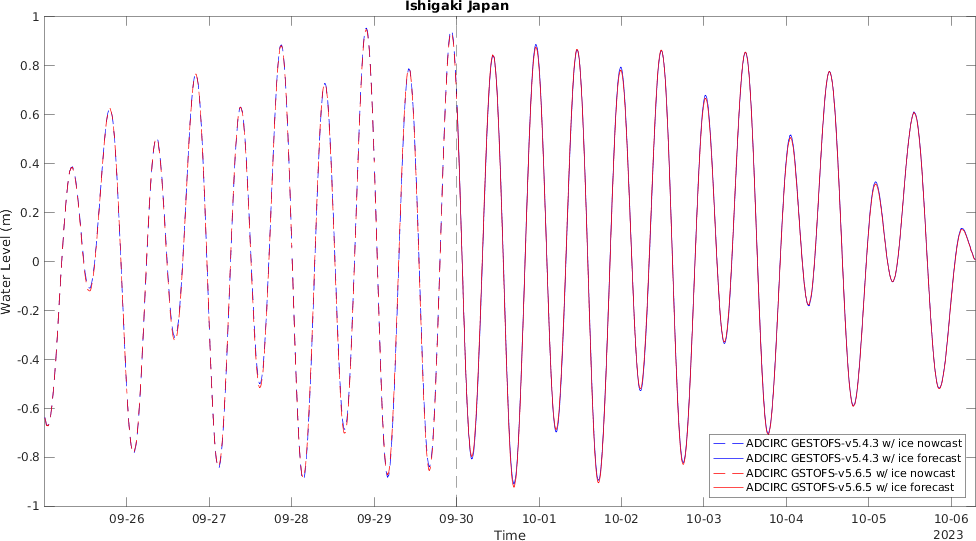 Ishigaki Japan
Water Level (m)
1
0.8
0.6
0.4
0.2
0
-0.2
-0.4
-0.6
-0.8
-1
ADCIRC GESTOFS-v5.4.3 w/ ice nowcast
ADCIRC GESTOFS-v5.4.3 w/ ice forecast
ADCIRC GSTOFS-v5.6.5 w/ ice nowcast
ADCIRC GSTOFS-v5.6.5 w/ ice forecast
09-26 09-27 09-28 09-29 09-30 10-01 10-02 10-03 10-04 10-05 10-06
Time
2023